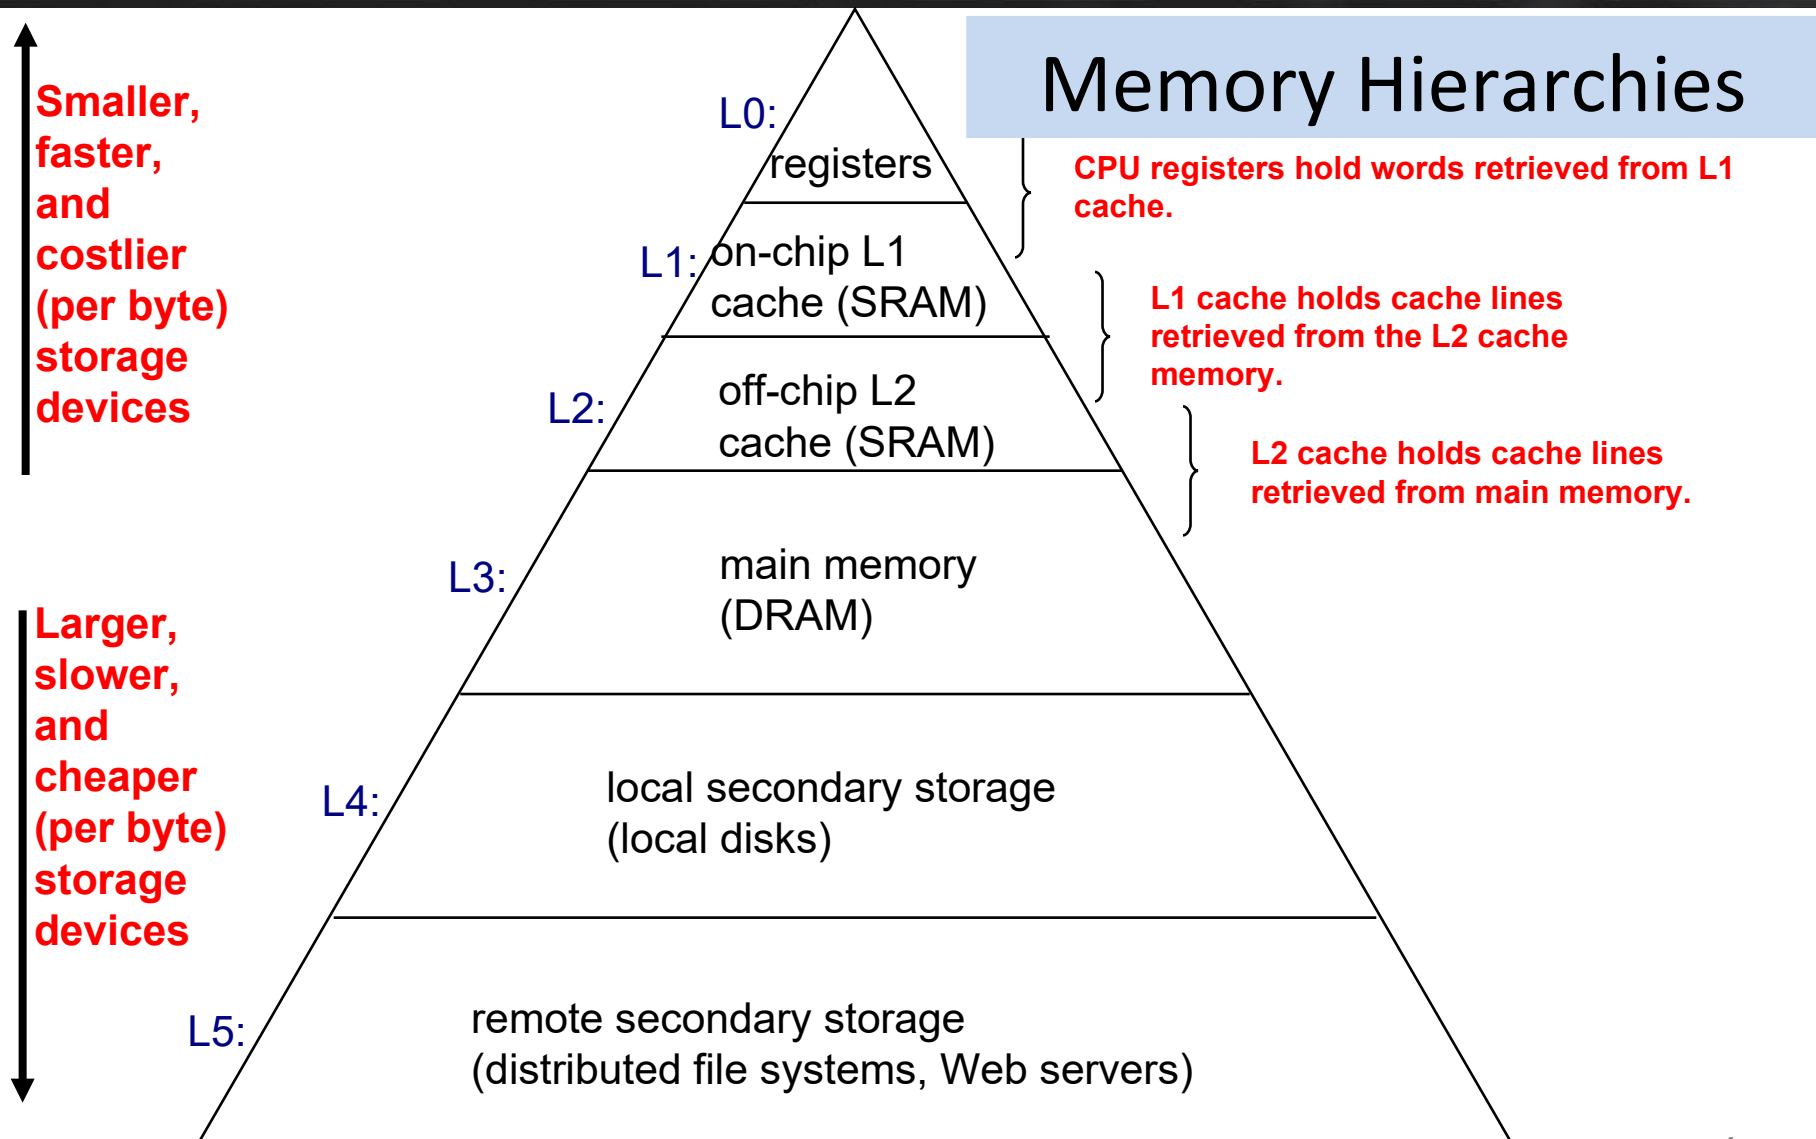 Memory Hierarchies
Smaller,
faster,
and
costlier
(per byte)
storage
devices
Larger,
slower,
and
cheaper
(per byte)
storage
devices
L0:
registers
CPU registers hold words retrieved from L1
cache.
L1:
on-chip L1
cache (SRAM)
L1 cache holds cache lines
retrieved from the L2 cache
memory.
L2:
off-chip L2
cache (SRAM)
L2 cache holds cache lines
retrieved from main memory.
L3:
main memory
(DRAM)
L4:
local secondary storage
(local disks)
L5:
remote secondary storage
(distributed file systems, Web servers)